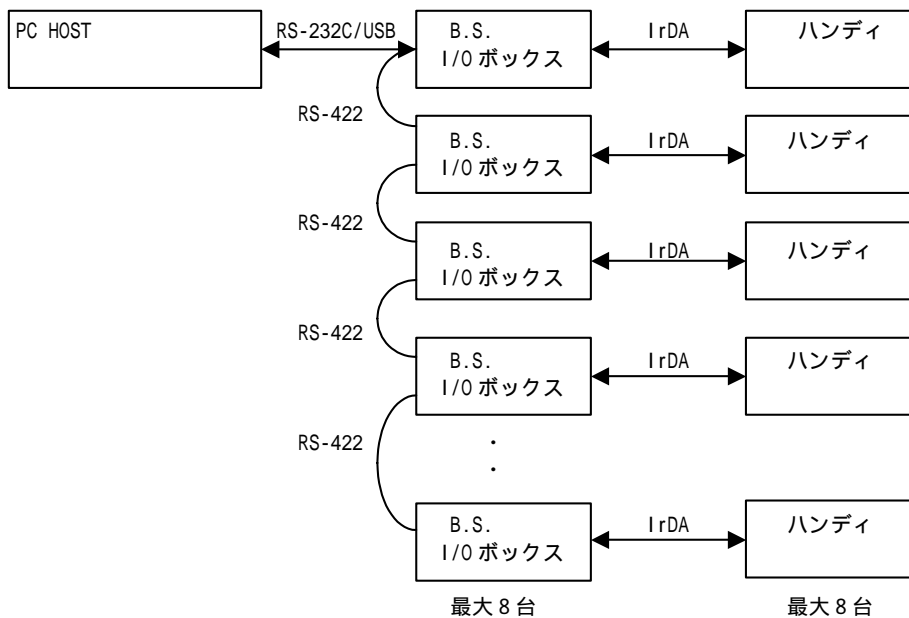 PC HOST
RS-232C/USB
B.S.
I/O ボックス
IrDA
ハンディ
RS-422
B.S.
I/O ボックス
IrDA
ハンディ
RS-422
B.S.
I/O ボックス
IrDA
ハンディ
RS-422
B.S.
I/O ボックス
IrDA
ハンディ
RS-422
・
・
B.S.
I/O ボックス
IrDA
ハンディ
最大８台
最大８台